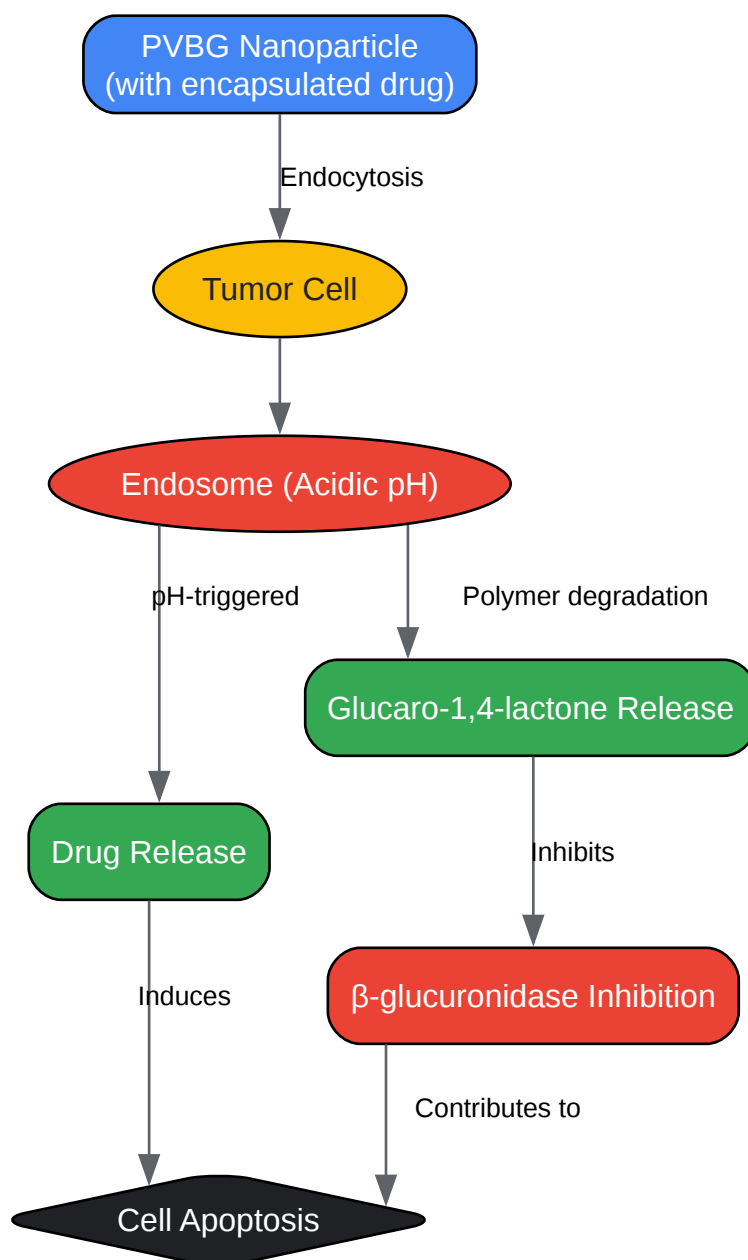 PVBG Nanoparticle
(with encapsulated drug)
Endocytosis
Tumor Cell
Endosome (Acidic pH)
pH-triggered
Polymer degradation
Glucaro-1,4-lactone Release
Drug Release
Inhibits
β-glucuronidase Inhibition
Induces
Contributes to
Cell Apoptosis